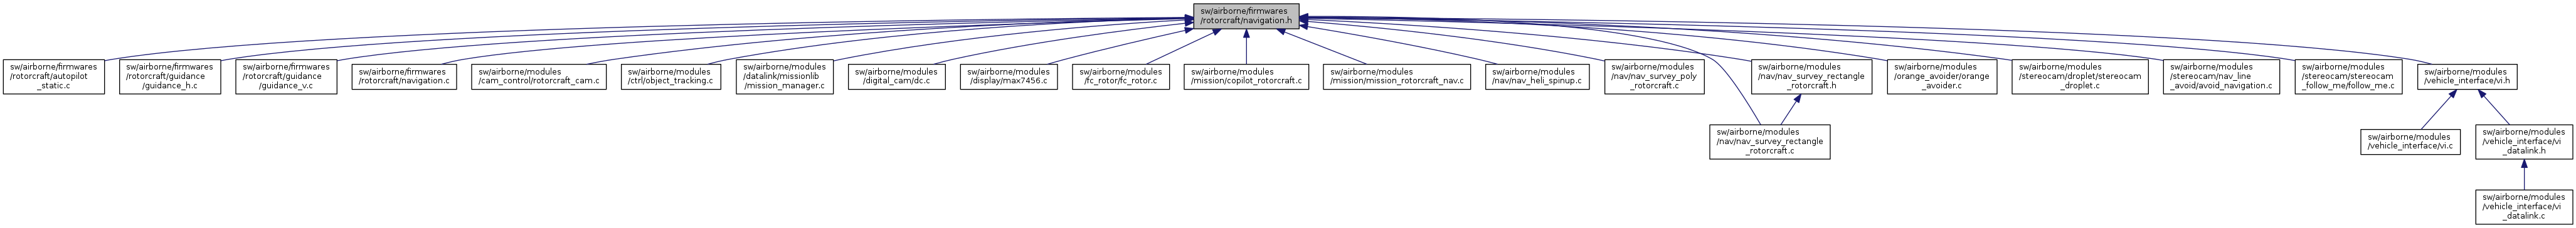 sw/airborne/firmwares
/rotorcraft/navigation.h
sw/airborne/firmwares
/rotorcraft/autopilot
_static.c
sw/airborne/firmwares
/rotorcraft/guidance
/guidance_h.c
sw/airborne/firmwares
/rotorcraft/guidance
/guidance_v.c
sw/airborne/firmwares
/rotorcraft/navigation.c
sw/airborne/modules
/cam_control/rotorcraft_cam.c
sw/airborne/modules
/ctrl/object_tracking.c
sw/airborne/modules
/datalink/missionlib
/mission_manager.c
sw/airborne/modules
/digital_cam/dc.c
sw/airborne/modules
/display/max7456.c
sw/airborne/modules
/fc_rotor/fc_rotor.c
sw/airborne/modules
/mission/copilot_rotorcraft.c
sw/airborne/modules
/mission/mission_rotorcraft_nav.c
sw/airborne/modules
/nav/nav_heli_spinup.c
sw/airborne/modules
/nav/nav_survey_poly
_rotorcraft.c
sw/airborne/modules
/nav/nav_survey_rectangle
_rotorcraft.h
sw/airborne/modules
/orange_avoider/orange
_avoider.c
sw/airborne/modules
/stereocam/droplet/stereocam
_droplet.c
sw/airborne/modules
/stereocam/nav_line
_avoid/avoid_navigation.c
sw/airborne/modules
/stereocam/stereocam
_follow_me/follow_me.c
sw/airborne/modules
/vehicle_interface/vi.h
sw/airborne/modules
/nav/nav_survey_rectangle
_rotorcraft.c
sw/airborne/modules
/vehicle_interface/vi.c
sw/airborne/modules
/vehicle_interface/vi
_datalink.h
sw/airborne/modules
/vehicle_interface/vi
_datalink.c